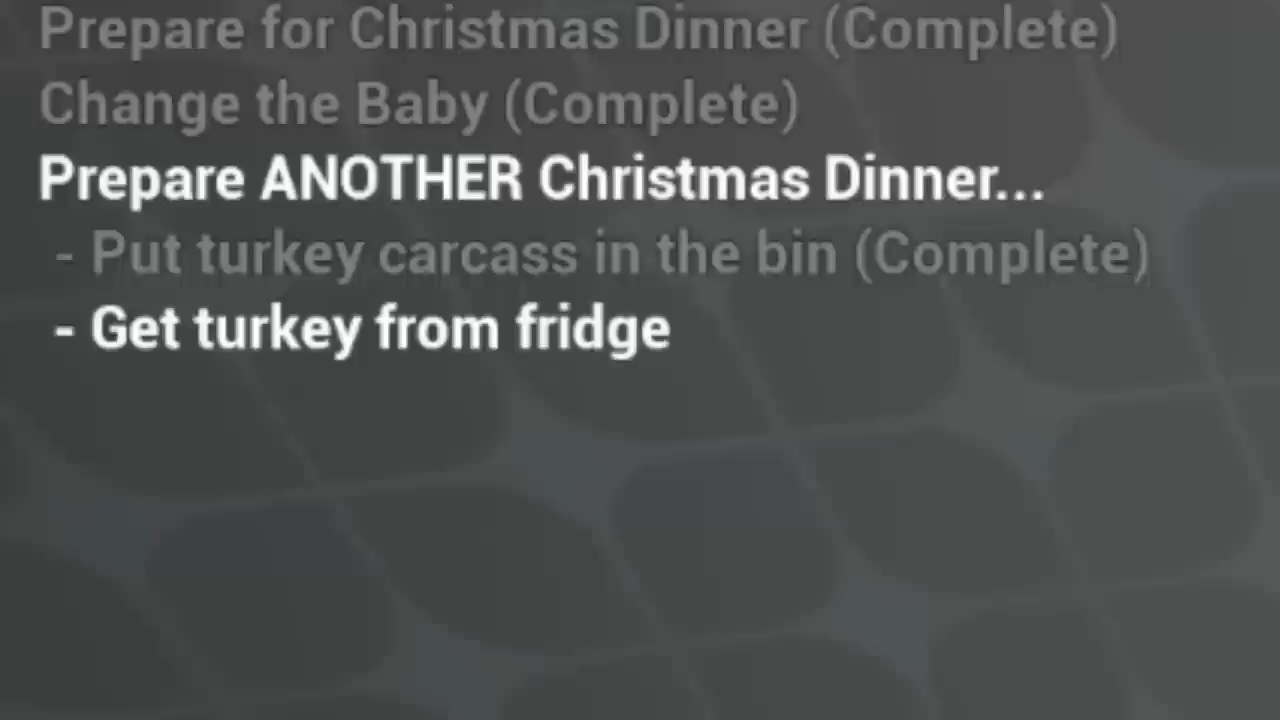 Prepare for Christmas Dinner (Complete)
Change the Baby (Complete)
Prepare ANOTHER Christmas Dinner...
- Put turkey carcass in the bin (Complete)
- Get turkey from fridge